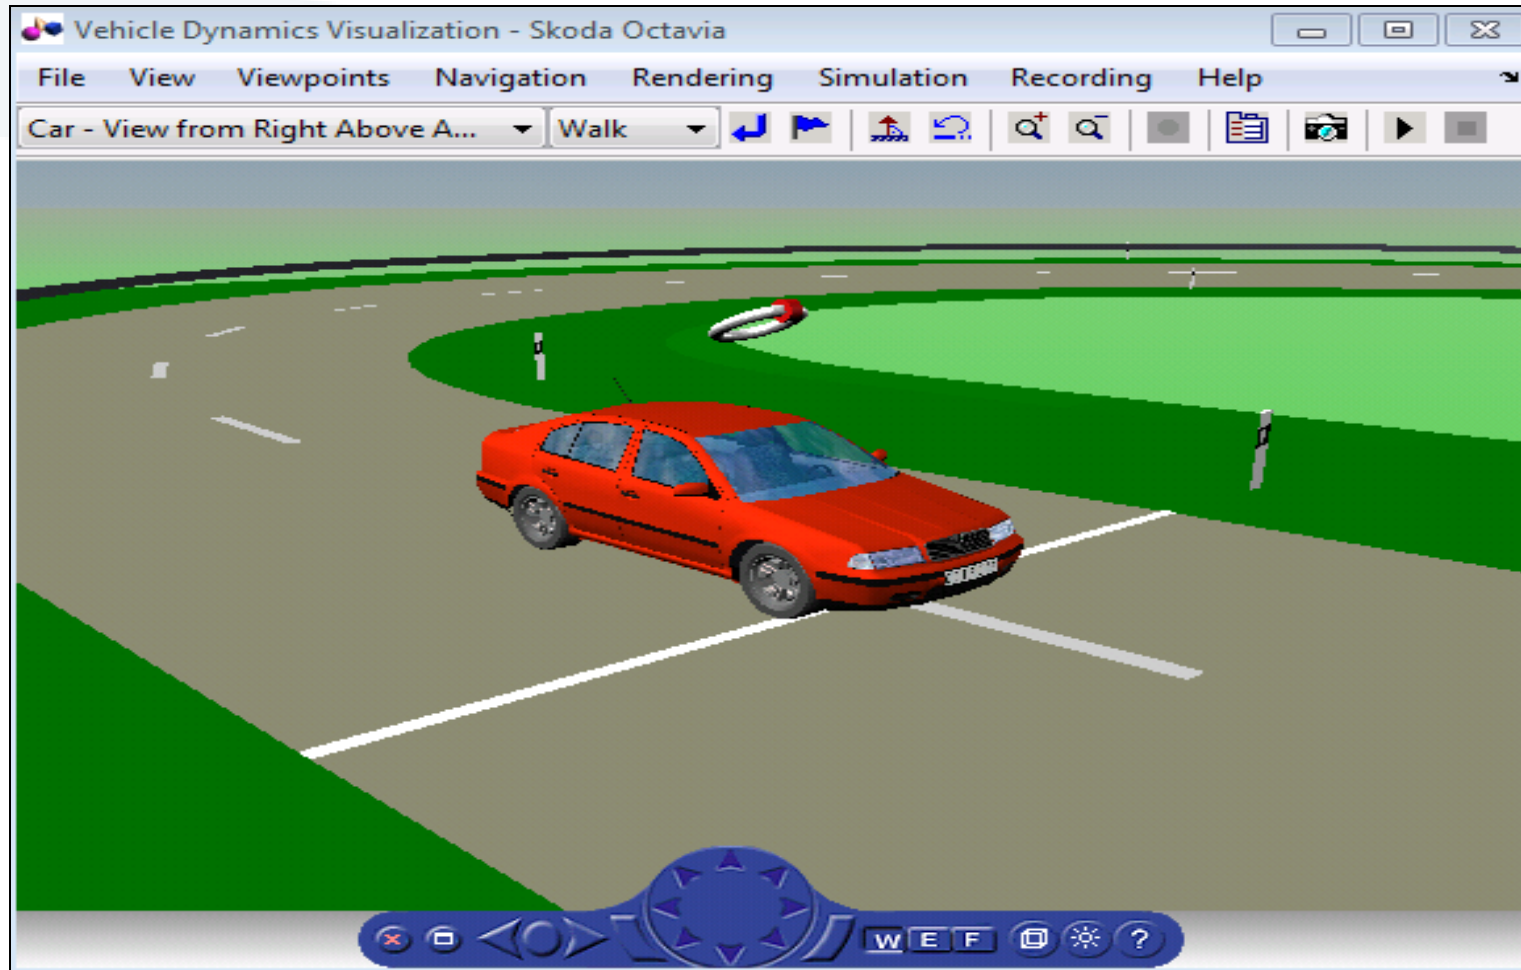 Vehicle Dynamics Visualization - Skoda Octavia
File View Viewpoints Navigation Rendering Simulation Recording Help
Car - View from Right Above A... Walk
W E F ?